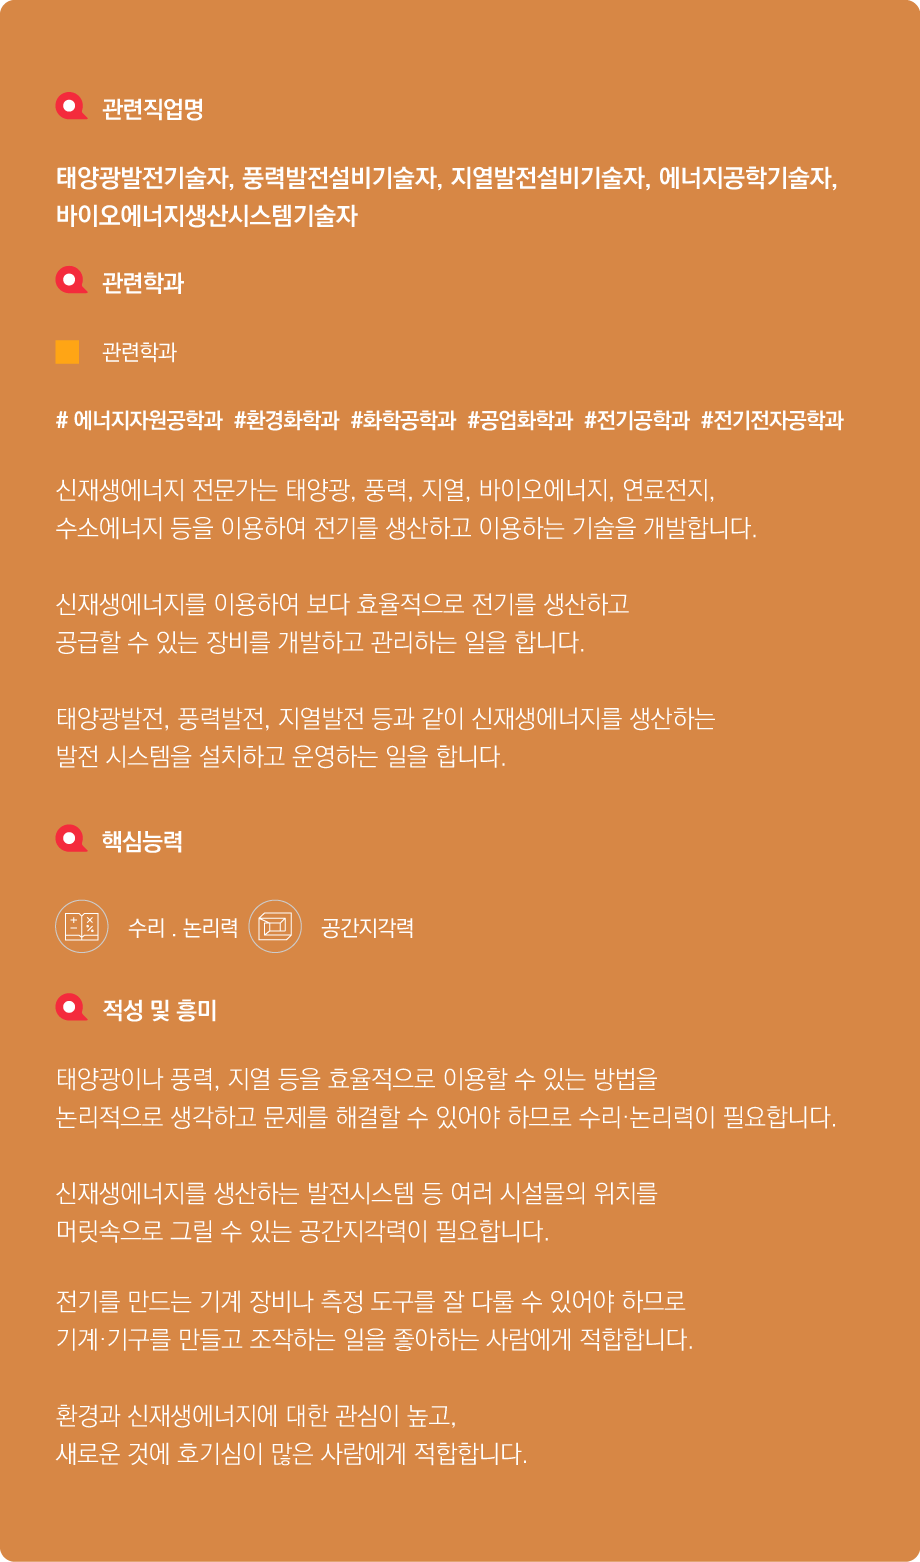 관련직업명
태양광발전기술자, 풍력발전설비기술자, 지열발전설비기술자, 에너지공학기술자,
바이오에너지생산시스템기술자
관련학과
관련학과
# 에너지자원공학과 #환경화학과 #화학공학과 #공업화학과 #전기공학과 #전기전자공학과
신재생에너지 전문가는 태양광, 풍력, 지열, 바이오에너지, 연료전지,
수소에너지 등을 이용하여 전기를 생산하고 이용하는 기술을 개발합니다.
신재생에너지를 이용하여 보다 효율적으로 전기를 생산하고
공급할 수 있는 장비를 개발하고 관리하는 일을 합니다.
태양광발전, 풍력발전, 지열발전 등과 같이 신재생에너지를 생산하는
발전 시스템을 설치하고 운영하는 일을 합니다.
핵심능력
수리 . 논리력 공간지각력
적성 및 흥미
태양광이나 풍력, 지열 등을 효율적으로 이용할 수 있는 방법을
논리적으로 생각하고 문제를 해결할 수 있어야 하므로 수리·논리력이 필요합니다.
신재생에너지를 생산하는 발전시스템 등 여러 시설물의 위치를
머릿속으로 그릴 수 있는 공간지각력이 필요합니다.
전기를 만드는 기계 장비나 측정 도구를 잘 다룰 수 있어야 하므로
기계·기구를 만들고 조작하는 일을 좋아하는 사람에게 적합합니다.
환경과 신재생에너지에 대한 관심이 높고,
새로운 것에 호기심이 많은 사람에게 적합합니다.